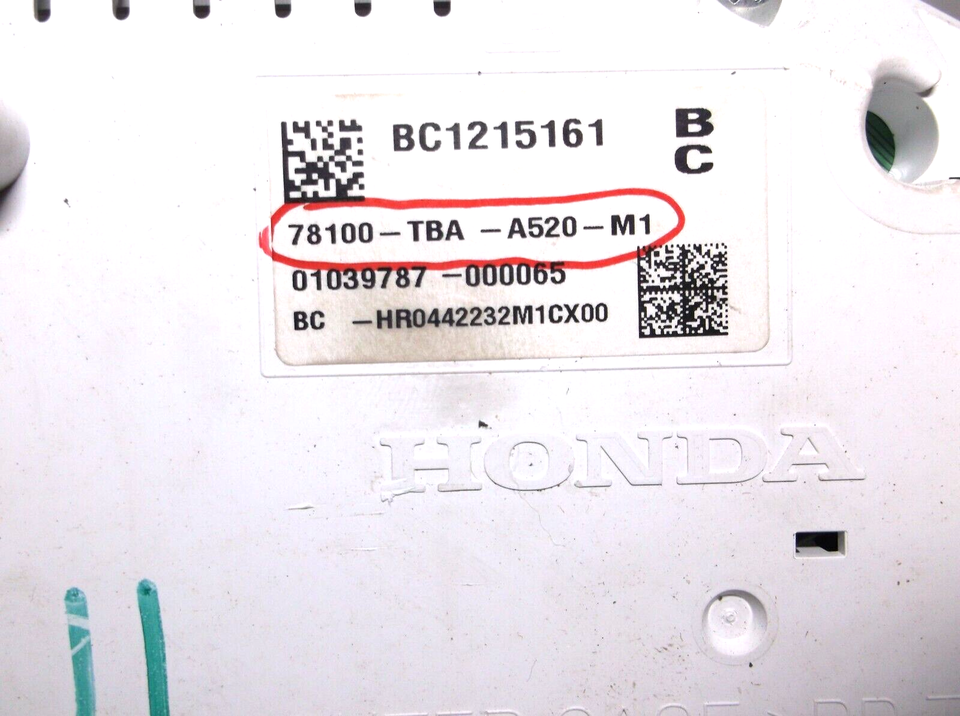 BC1215161
B
C
78100-TBA -A520-M1
01039787 -000065
BC -HR0442232M1CX00
HONDA